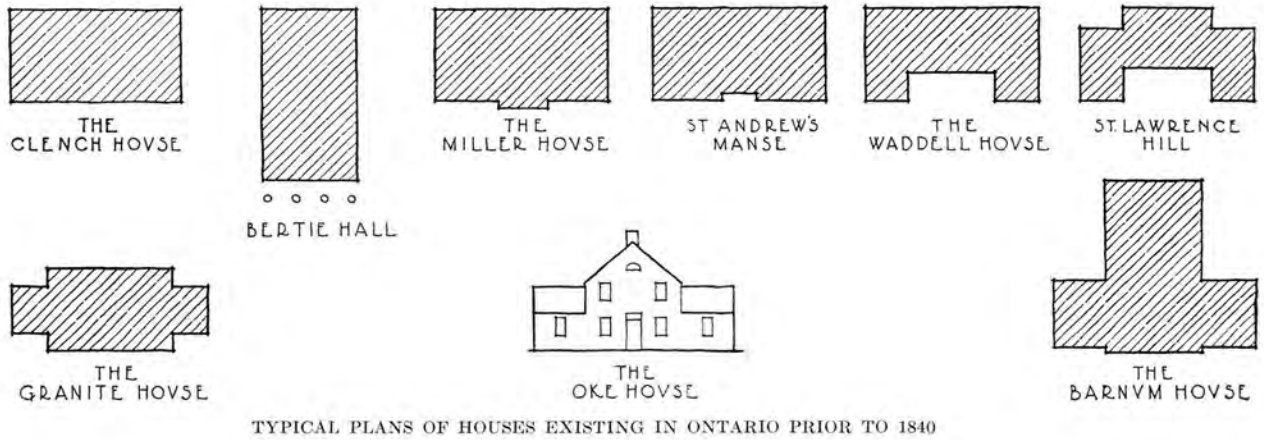 THE
CLENCH HOVSE
BERTIE HALL
THE
MILLER HOVSE
ST ANDREW'S
MANSE
THE
WADDELL HOVSE
ST. LAWRENCE
HILL
THE
GRANITE HOVSE
THE
OKE HOVSE
THE
BARNVM HOVSE
TYPICAL PLANS OF HOUSES EXISTING IN ONTARIO PRIOR TO 1840